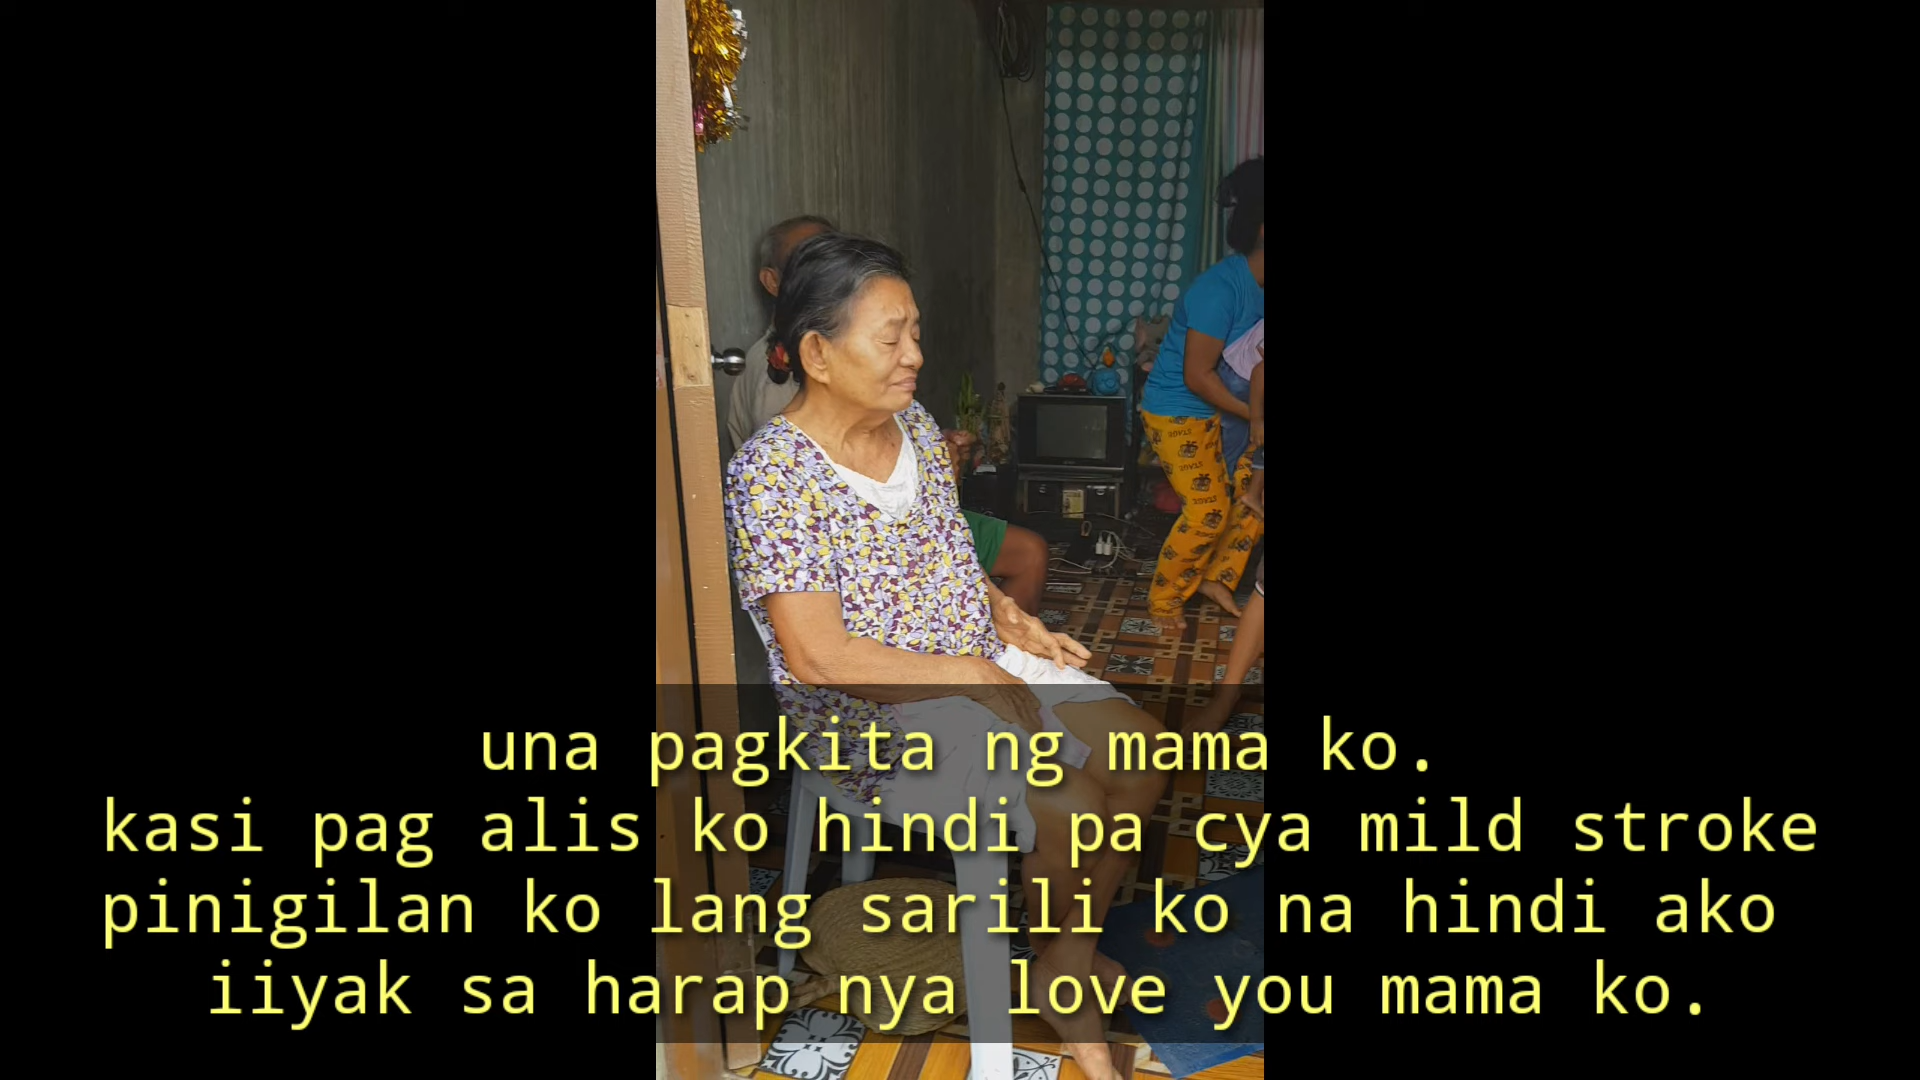 una pagkita ng mama ko.
kasi pag alis ko hindi pa cya mild stroke
pinigilan ko lang sarili ko na hindi ako
iiyak sa harap nya love you mama ko.